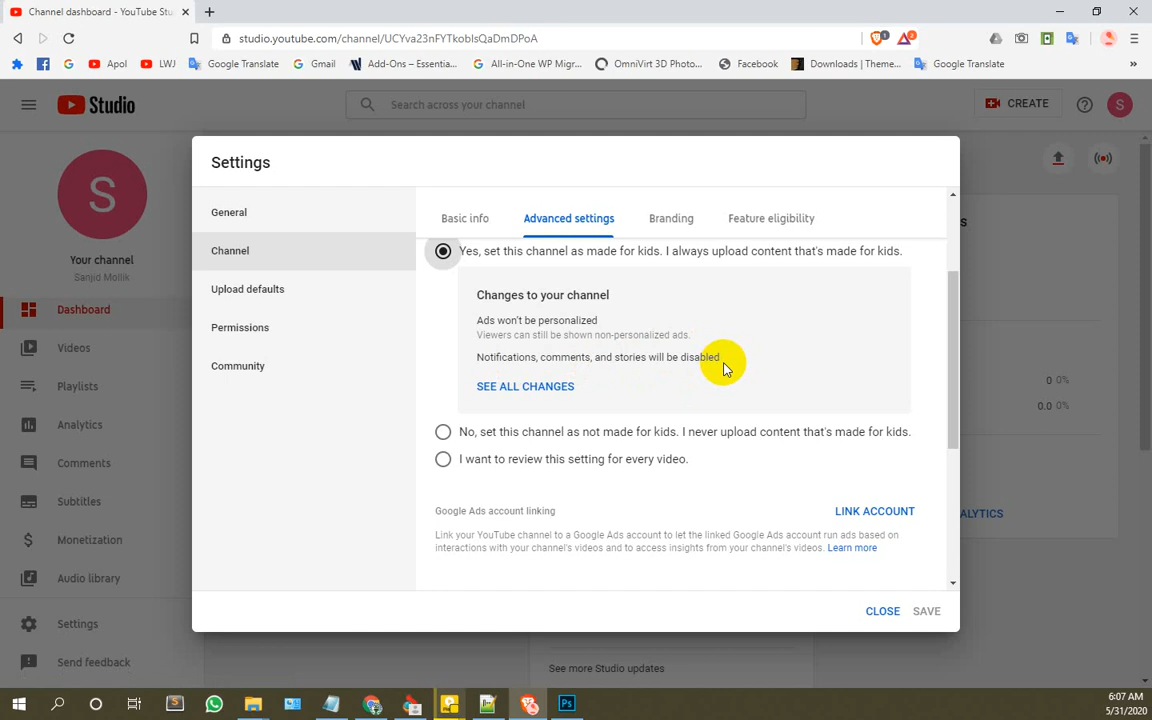 Channel dashboard - YouTube Stu
studio.youtube.com/channel/UCYva23nFYTkoblsQaDmDPoA
1
2
Apol
LWJ
Google Translate
Gmail
Add-Ons – Essentia...
All-in-One WP Migr...
OmniVirt 3D Photo...
Facebook
Downloads | Theme...
Google Translate
Studio
Search across your channel
CREATE
S
S
Your channel
Sanjid Mollik
Dashboard
Videos
Playlists
Analytics
Comments
Subtitles
Monetization
Audio library
Settings
Send feedback
Settings
General
Channel
Upload defaults
Permissions
Community
Basic info
Advanced settings
Branding
Feature eligibility
Yes, set this channel as made for kids. I always upload content that's made for kids.
Changes to your channel
Ads won't be personalized
Viewers can still be shown non-personalized ads.
Notifications, comments, and stories will be disabled
SEE ALL CHANGES
No, set this channel as not made for kids. I never upload content that's made for kids.
I want to review this setting for every video.
Google Ads account linking
LINK ACCOUNT
Link your YouTube channel to a Google Ads account to let the linked Google Ads account run ads based on
interactions with your channel's videos and to access insights from your channel's videos. Learn more
CLOSE
SAVE
s
0 0%
0.0 0%
ALYTICS
See more Studio updates
Ps
6:07 AM
5/31/2020